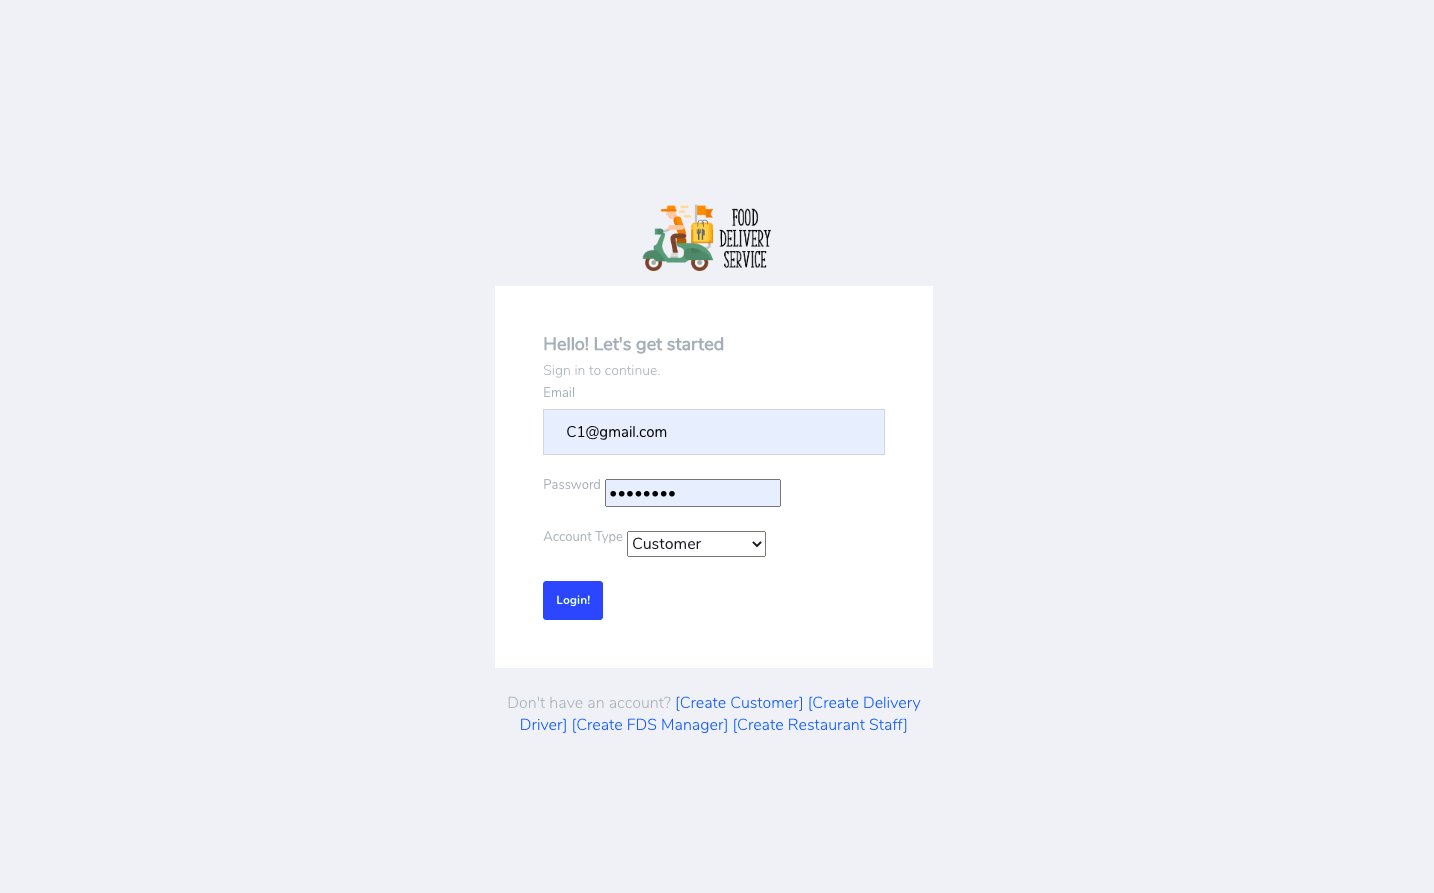 FOOD
DELIVERY
SERVICE
Hello! Let's get started
Sign in to continue.
Email
C1@gmail.com
Password ••••••••
Account Type Customer
Login!
Don't have an account? [Create Customer] [Create Delivery
Driver] [Create FDS Manager] [Create Restaurant Staff]